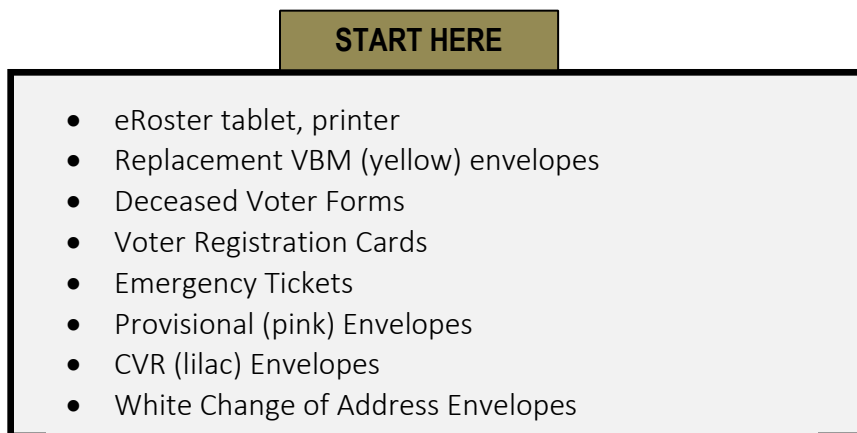 START HERE
• eRoster tablet, printer
• Replacement VBM (yellow) envelopes
• Deceased Voter Forms
• Voter Registration Cards
• Emergency Tickets
• Provisional (pink) Envelopes
• CVR (lilac) Envelopes
• White Change of Address Envelopes